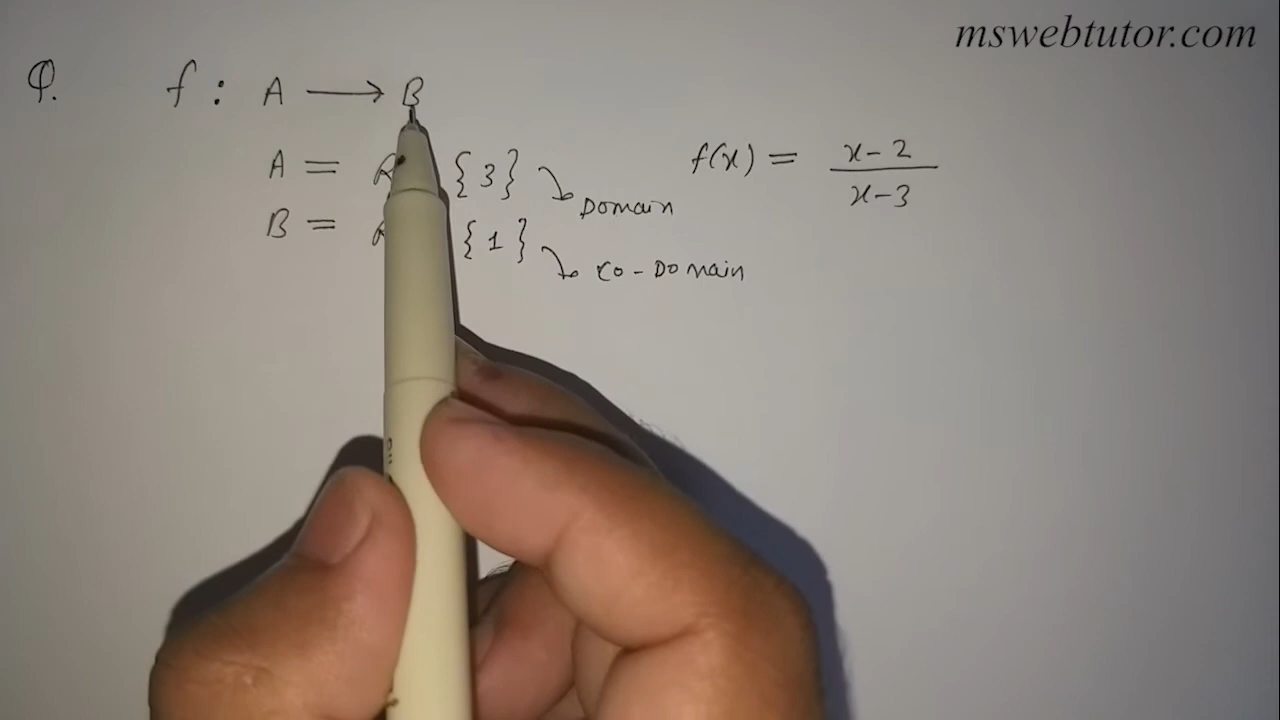 mswebtutor.com
Q. f : A → B
A = {3} Domain f(x) = x-2 / x-3
B = {1} Co-Domain